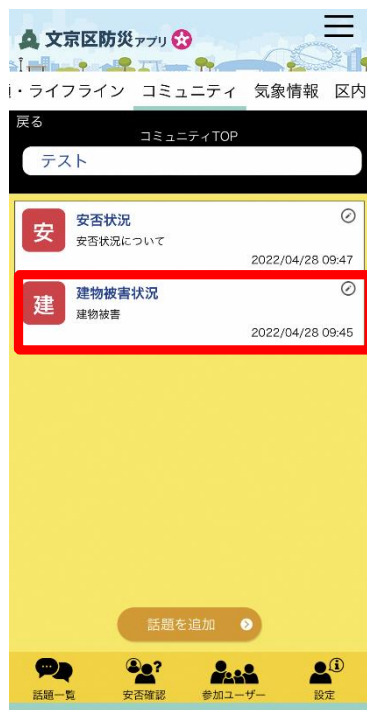 文京区防災アプリ
・ライフライン コミュニティ 気象情報 区内
戻る
コミュニティTOP
テスト
安
安否状況
安否状況について
2022/04/28 09:47
建
建物被害状況
建物被害
2022/04/28 09:45
話題を追加
話題一覧 安否確認 参加ユーザー 設定